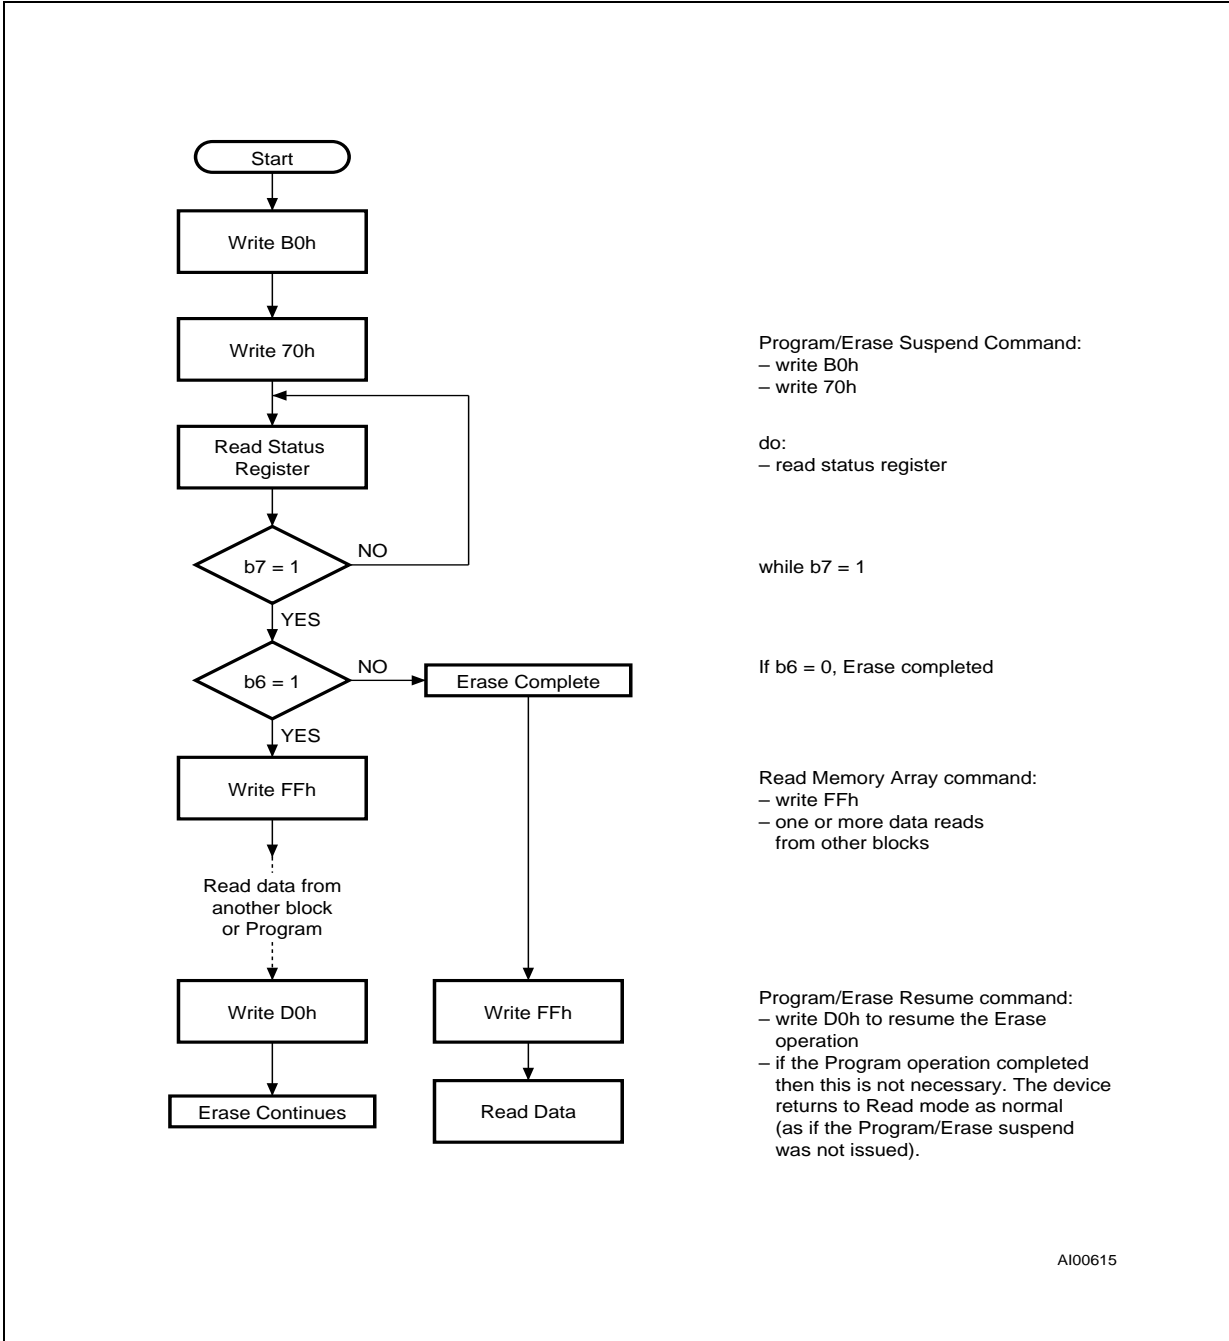 Start
Write B0h
Write 70h
Read Status
Register
b7 = 1
NO
YES
b6 = 1
NO
Erase Complete
YES
Write FFh
Read data from
another block
or Program
Write D0h
Erase Continues
Write FFh
Read Data
Program/Erase Suspend Command:
– write B0h
– write 70h
do:
– read status register
while b7 = 1
If b6 = 0, Erase completed
Read Memory Array command:
– write FFh
– one or more data reads
from other blocks
Program/Erase Resume command:
– write D0h to resume the Erase
operation
– if the Program operation completed
then this is not necessary. The device
returns to Read mode as normal
(as if the Program/Erase suspend
was not issued).
AI00615